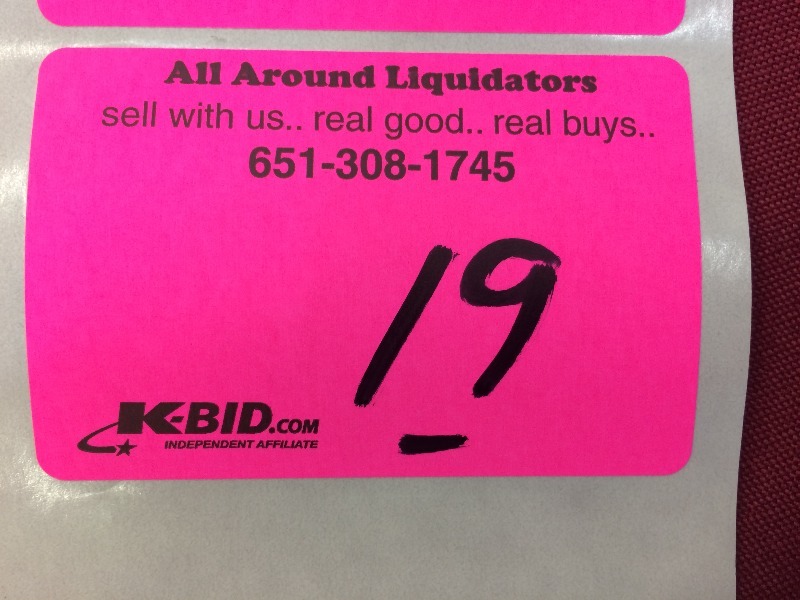 All Around Liquidators
sell with us.. real good.. real buys..
651-308-1745
19
K-BID.COM
INDEPENDENT AFFILIATE